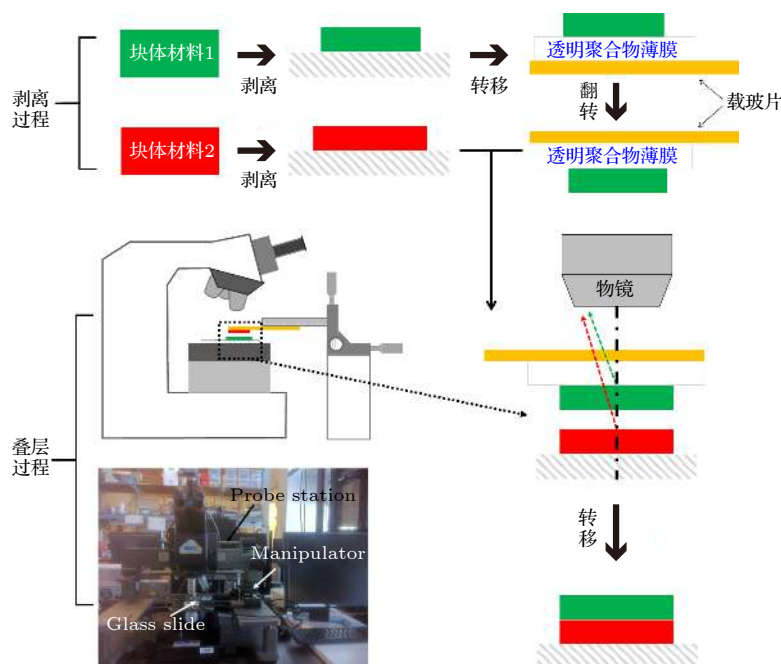 块体材料1
剥离
转移
透明聚合物薄膜
剥离
过程
翻
转
载玻片
块体材料2
剥离
透明聚合物薄膜
物镜
叠层
过程
Probe station
Manipulator
Glass slide
转
移